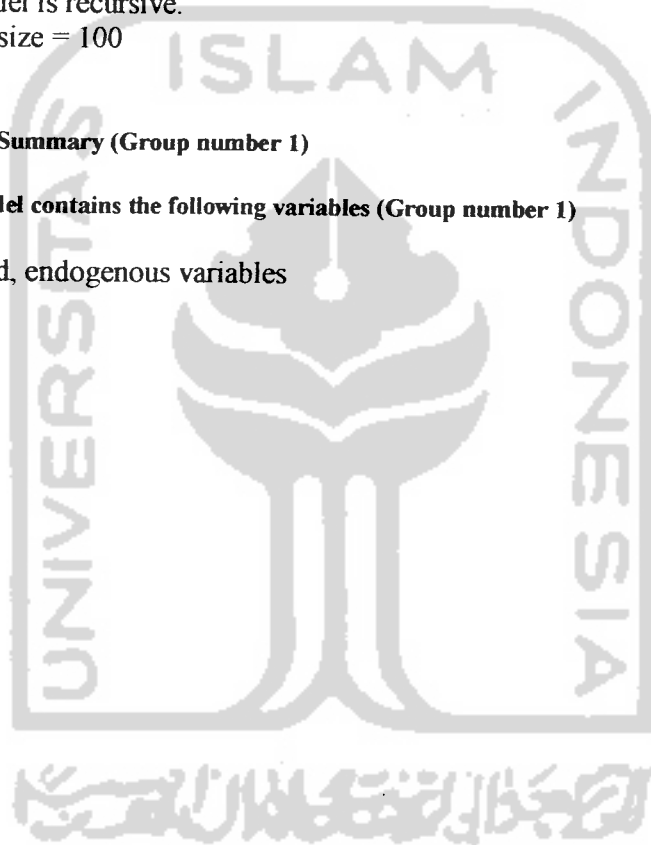 del is recursive.
size = 100
Summary (Group number 1)
del contains the following variables (Group number 1)
d, endogenous variables
ISLAM
UNIVERSITAS
INDONESIA